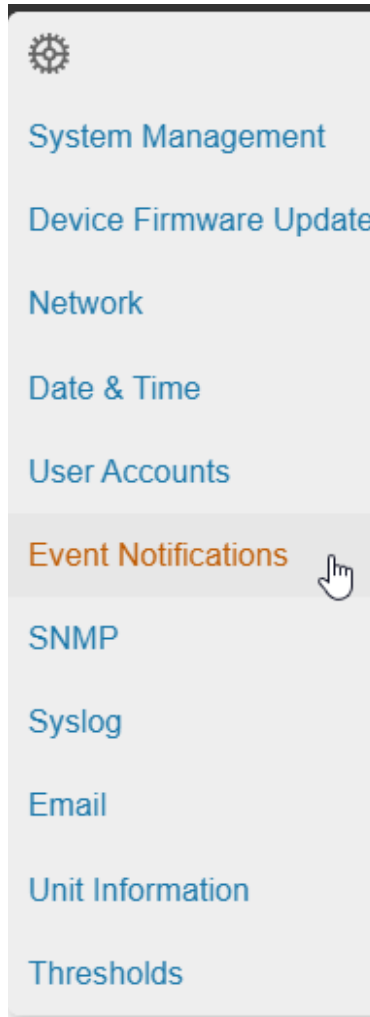 System Management
Device Firmware Update
Network
Date & Time
User Accounts
Event Notifications
SNMP
Syslog
Email
Unit Information
Thresholds